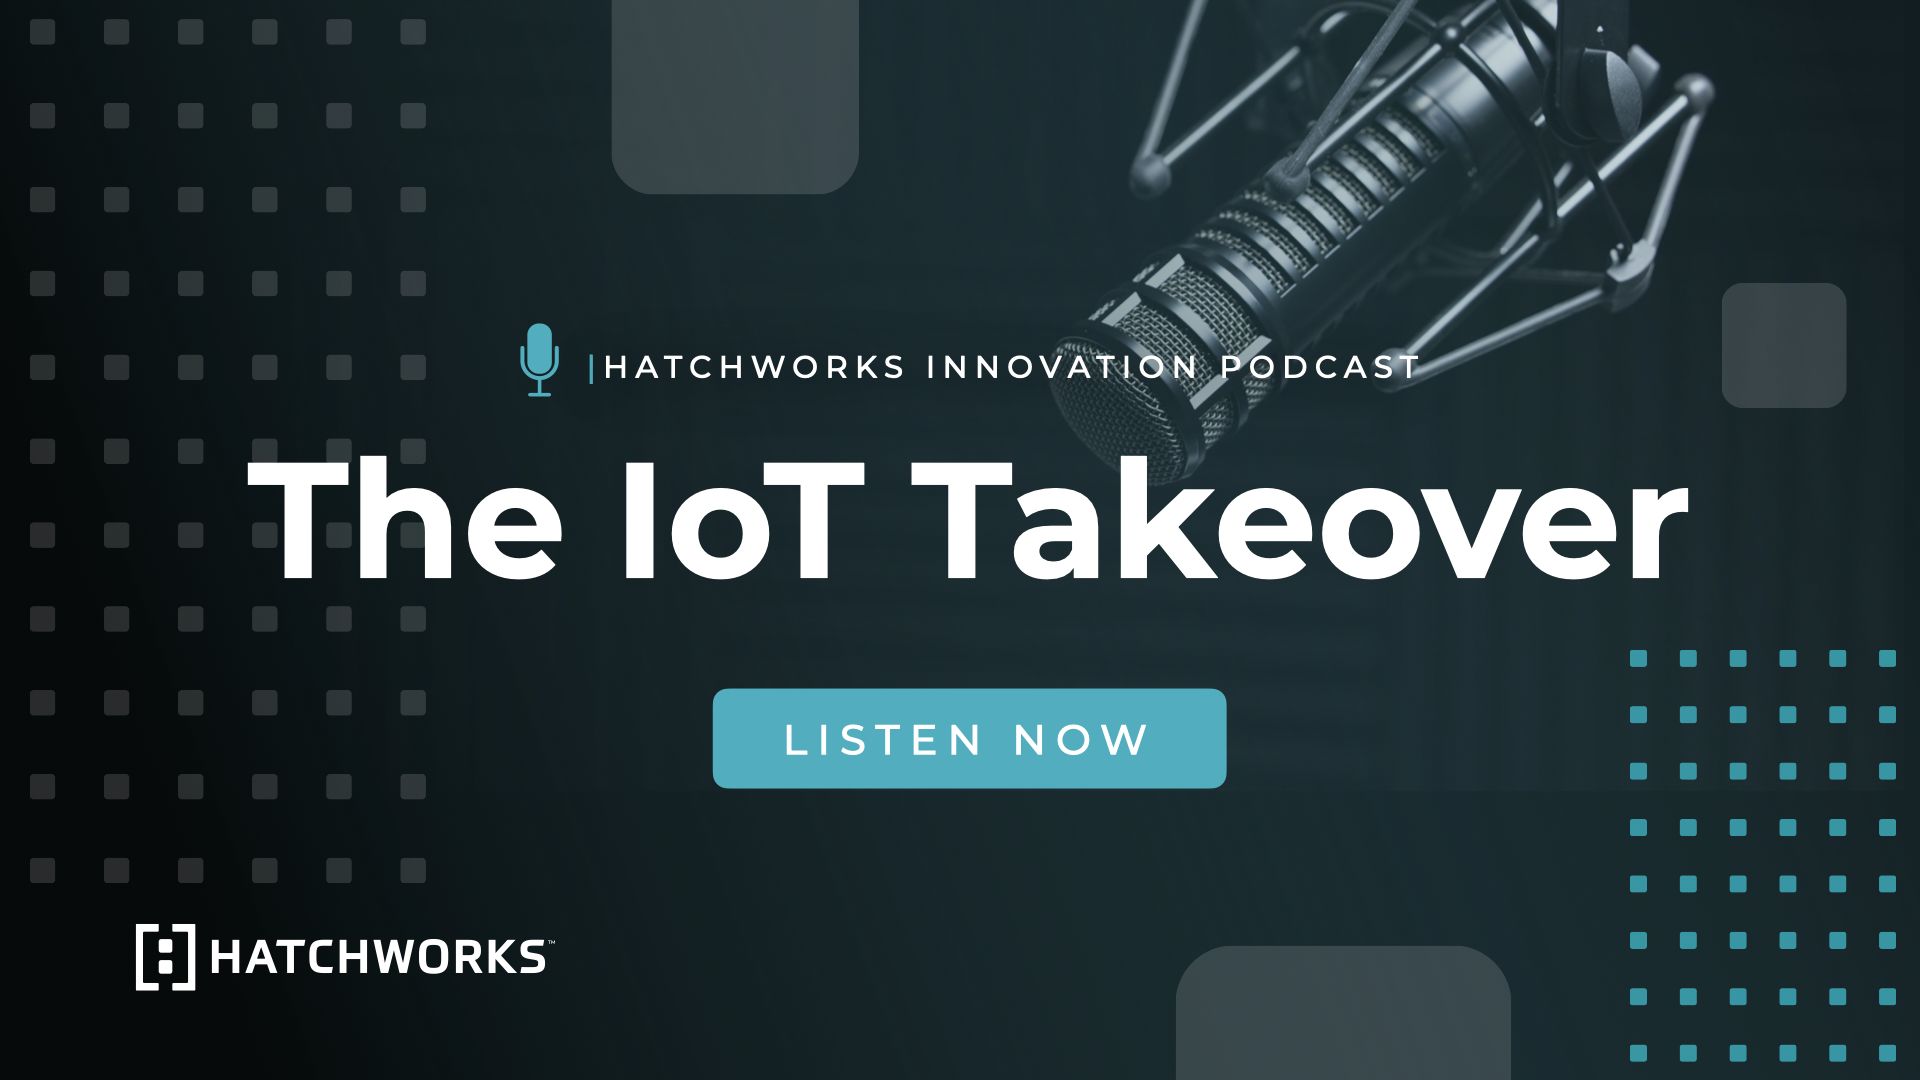 |HATCHWORKS INNOVATION PODCAST
The IoT Takeover
LISTEN NOW
HATCHWORKS™